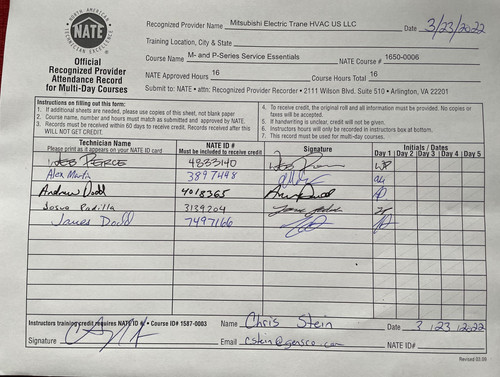 NORTH AMERICAN
NATE
TECHNICIAN EXCELLENCE
Official
Recognized Provider
Attendance Record
for Multi-Day Courses
Recognized Provider Name Mitsubishi Electric Trane HVAC US LLC Date 3/23/2022
Training Location, City & State
Course Name M- and P-Series Service Essentials NATE Course # 1650-0006
NATE Approved Hours 16 Course Hours Total 16
Submit to: NATE • attn: Recognized Provider Recorder • 2111 Wilson Blvd. Suite 510 • Arlington, VA 22201
Instructions on filling out this form:
1. If additional sheets are needed, please use copies of this sheet, not blank paper
2. Course name, number and hours must match as submitted and approved by NATE.
3. Records must be received within 60 days to receive credit. Records received after this
WILL NOT GET CREDIT.
4. To receive credit, the original roll and all information must be provided. No copies or
faxes will be accepted.
5. If handwriting is unclear, credit will not be given.
6. Instructors hours will only be recorded in instructors box at bottom.
7. This record must be used for multi-day courses.
Technician Name
Please print as it appears on your NATE ID card
NATE ID #
Must be included to receive credit
Signature
Initials / Dates
Day 1 Day 2 Day 3 Day 4 Day 5
WES PIERCE 4833140 WP
Alex Martin 3897448
Andrew Dodd 4018365
Josue Padilla 3139204
James Dodd 7497166
Instructors training credit requires NATE ID # • Course ID# 1587-0003
Name Chris Stein Date 3/23/2022
Signature
Email cstein@gensco.com NATE ID#
Revised 03.09